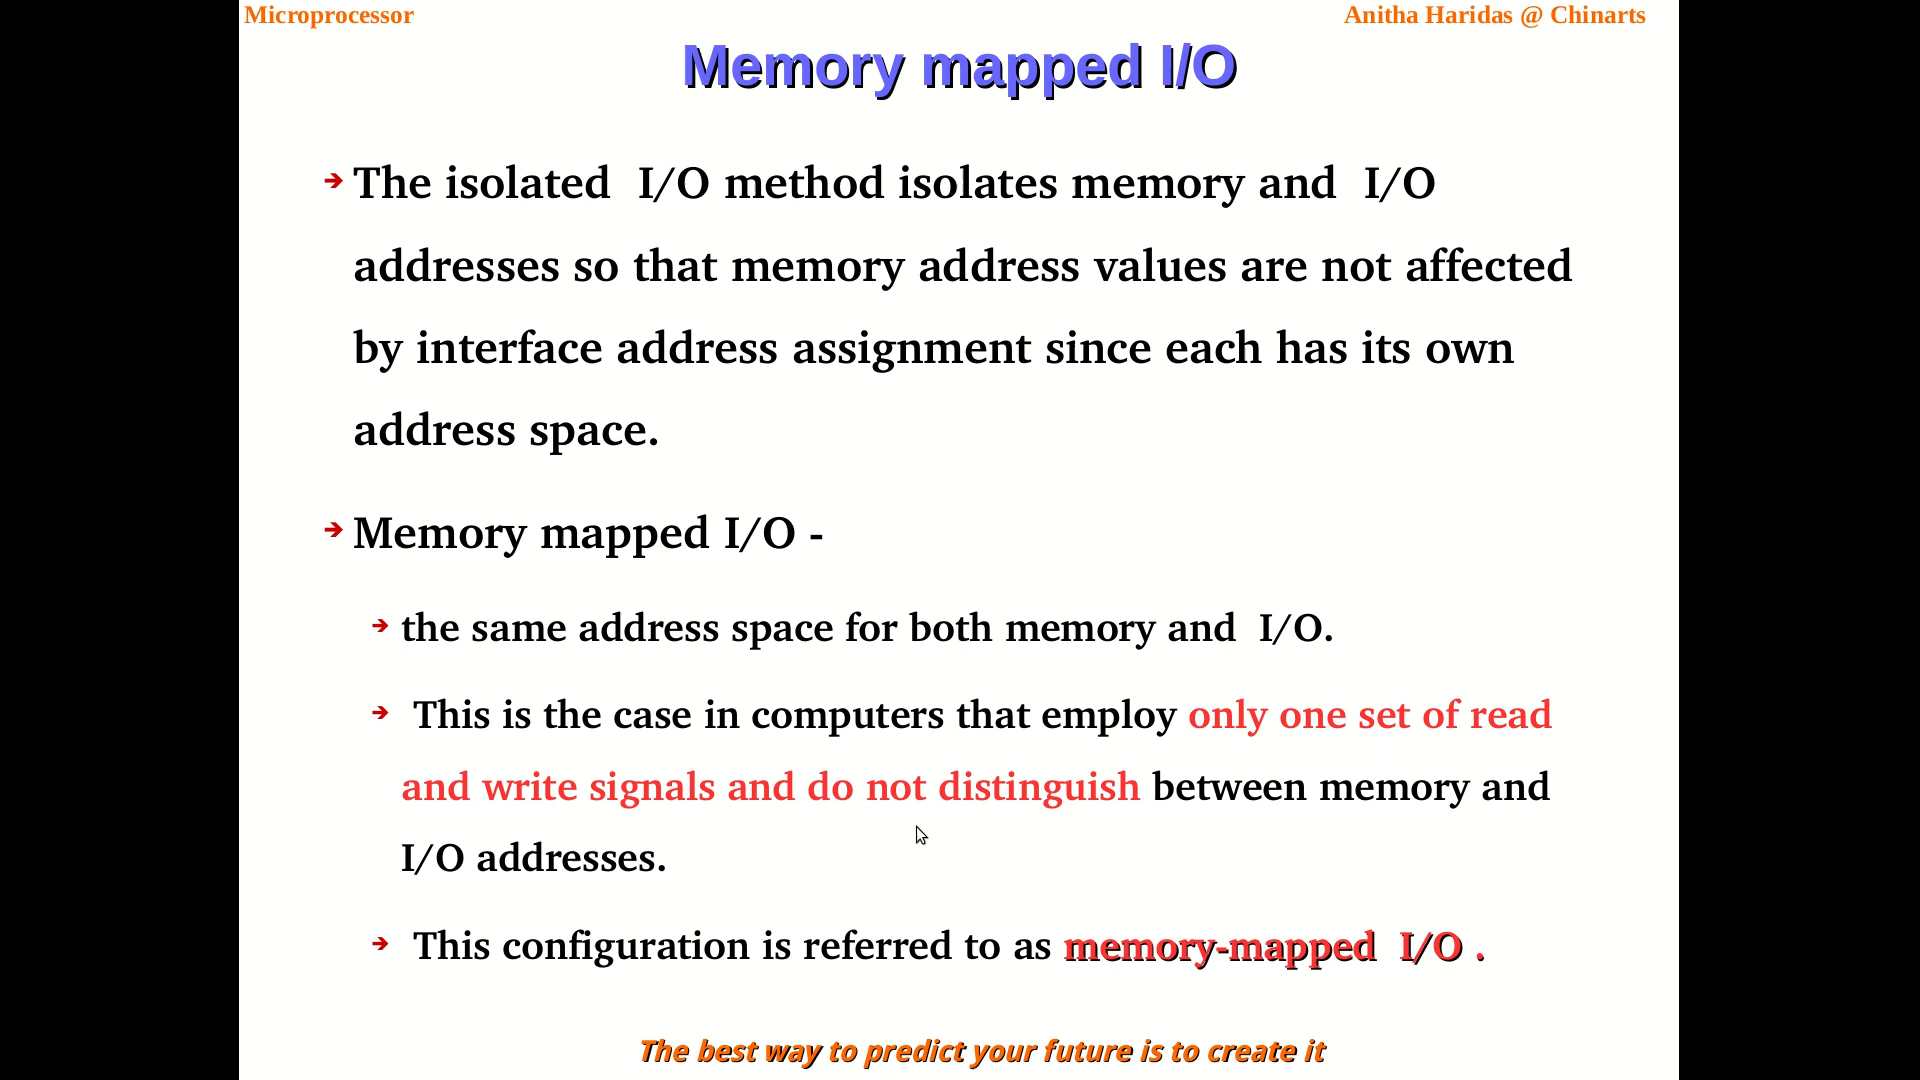 Microprocessor
Anitha Haridas @ Chinarts
Memory mapped I/O
The isolated I/O method isolates memory and I/O
addresses so that memory address values are not affected
by interface address assignment since each has its own
address space.
Memory mapped I/O -
the same address space for both memory and I/O.
This is the case in computers that employ only one set of read
and write signals and do not distinguish between memory and
I/O addresses.
This configuration is referred to as memory-mapped I/O .
The best way to predict your future is to create it